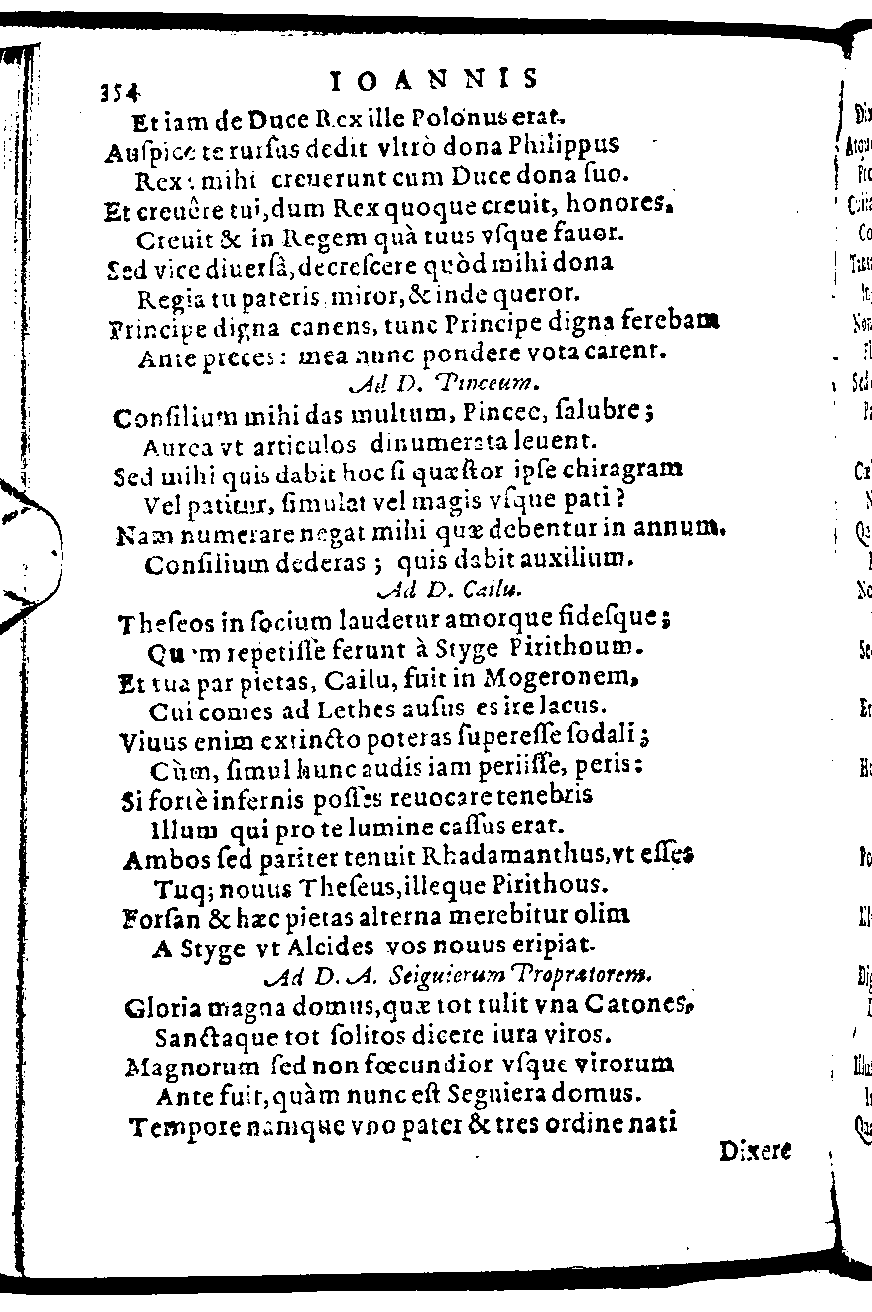 354 IOANNIS
Et iam de Duce Rex ille Polonus erat.
Auſpice te rurſus dedit vltrò dona Philippus
Rex: mihi creuerunt cum Duce dona ſuo.
Et creuêre tui, dum Rex quoque creuit, honores.
Creuit & in Regem quà tuus vſque fauor.
Sed vice diuerſâ, decreſcere quòd mihi dona
Regia tu pateris, miror, & inde queror.
Principe digna canens, tunc Principe digna ferebam
Ante preces: mea nunc pondere vota carent.
Ad D. Pinceum.
Conſilium mihi das multum, Pincee, ſalubre;
Aurea vt articulos dinumerata leuent.
Sed mihi quis dabit hoc ſi quæſtor ipſe chiragram
Vel patitur, ſimulat vel magis vſque pati?
Nam numerare negat mihi quæ debentur in annum.
Conſilium dederas; quis dabit auxilium.
Ad D. Cailu.
Theſeos in ſocium laudetur amorque fideſque;
Quem repetiſſe ferunt à Styge Pirithoum.
Et tua par pietas, Cailu, fuit in Mogeronem,
Cui comes ad Lethes auſus es ire lacus.
Viuus enim extincto poteras ſupereſſe ſodali;
Cùm, ſimul hunc audis iam periiſſe, peris:
Si fortè infernis poſſes reuocare tenebris
Illum qui pro te lumine caſſus erat.
Ambos ſed pariter tenuit Rhadamanthus, vt eſſes
Tuq; nouus Theſeus, illeque Pirithous.
Forſan & hæc pietas alterna merebitur olim
A Styge vt Alcides vos nouus eripiat.
Ad D. A. Seiguierum Propratorem.
Gloria magna domus, quæ tot tulit vna Catones,
Sanctaque tot ſolitos dicere iura viros.
Magnorum ſed non fœcundior vſque virorum
Ante fuit, quàm nunc eſt Seguiera domus.
Tempore namque vno pater & tres ordine nati
Dixere